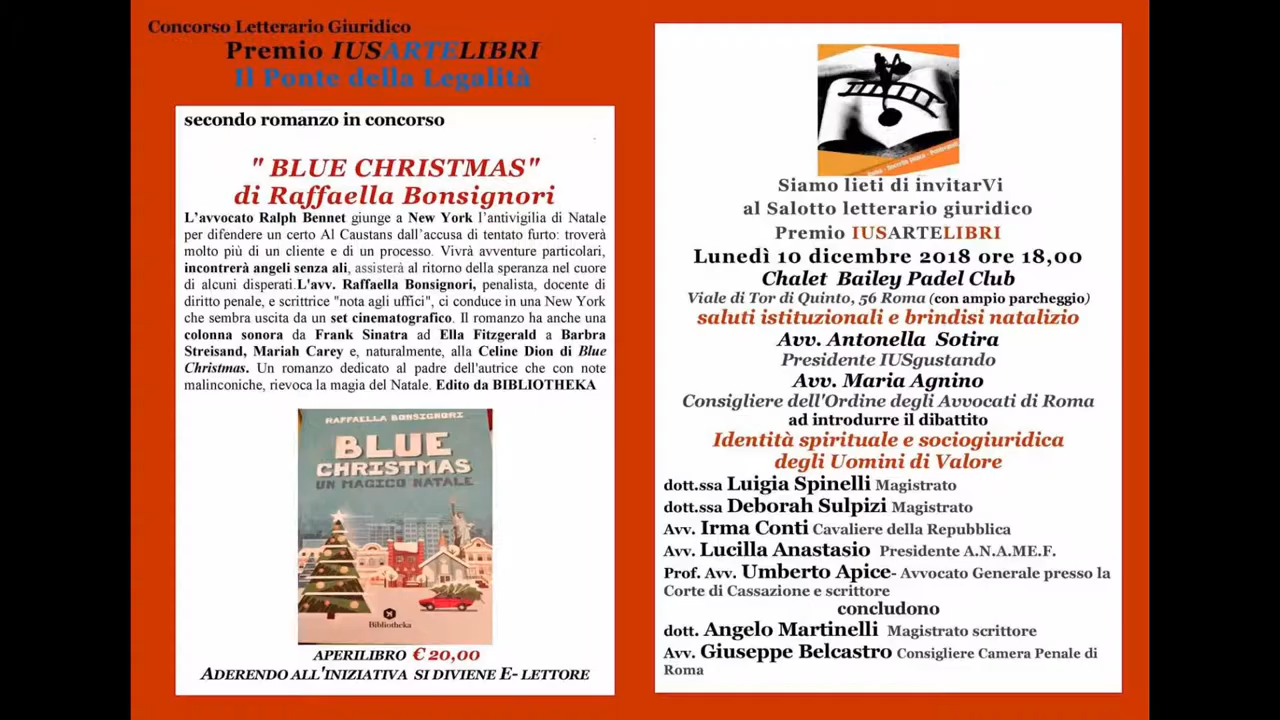 Concorso Letterario Giuridico
Premio IUSARTELIBRI
Il Ponte della Legalità
secondo romanzo in concorso
" BLUE CHRISTMAS"
di Raffaella Bonsignori
L'avvocato Ralph Bennet giunge a New York l'antivigilia di Natale
per difendere un certo Al Caustans dall'accusa di tentato furto: troverà
molto più di un cliente e di un processo. Vivrà avventure particolari,
incontrerà angeli senza ali, assisterà al ritorno della speranza nel cuore
di alcuni disperati.L'avv. Raffaella Bonsignori, penalista, docente di
diritto penale, e scrittrice "nota agli uffici", ci conduce in una New York
che sembra uscita da un set cinematografico. Il romanzo ha anche una
colonna sonora da Frank Sinatra ad Ella Fitzgerald a Barbra
Streisand, Mariah Carey e, naturalmente, alla Celine Dion di Blue
Christmas. Un romanzo dedicato al padre dell'autrice che con note
malinconiche, rievoca la magia del Natale. Edito da BIBLIOTHEKA
RAFFAELLA BONSIGNORI
BLUE
CHRISTMAS
UN MAGICO NATALE
Bibliotheka
APERILIBRO € 20,00
ADERENDO ALL'INIZIATIVA SI DIVIENE E- LETTORE
Siamo lieti di invitarVi
al Salotto letterario giuridico
Premio IUSARTELIBRI
Lunedì 10 dicembre 2018 ore 18,00
Chalet Bailey Padel Club
Viale di Tor di Quinto, 56 Roma (con ampio parcheggio)
saluti istituzionali e brindisi natalizio
Avv. Antonella Sotira
Presidente IUSgustando
Avv. Maria Agnino
Consigliere dell'Ordine degli Avvocati di Roma
ad introdurre il dibattito
Identità spirituale e sociogiuridica
degli Uomini di Valore
dott.ssa Luigia Spinelli Magistrato
dott.ssa Deborah Sulpizi Magistrato
Avv. Irma Conti Cavaliere della Repubblica
Avv. Lucilla Anastasio Presidente A.N.A.ME.F.
Prof. Avv. Umberto Apice- Avvocato Generale presso la
Corte di Cassazione e scrittore
concludono
dott. Angelo Martinelli Magistrato scrittore
Avv. Giuseppe Belcastro Consigliere Camera Penale di
Roma